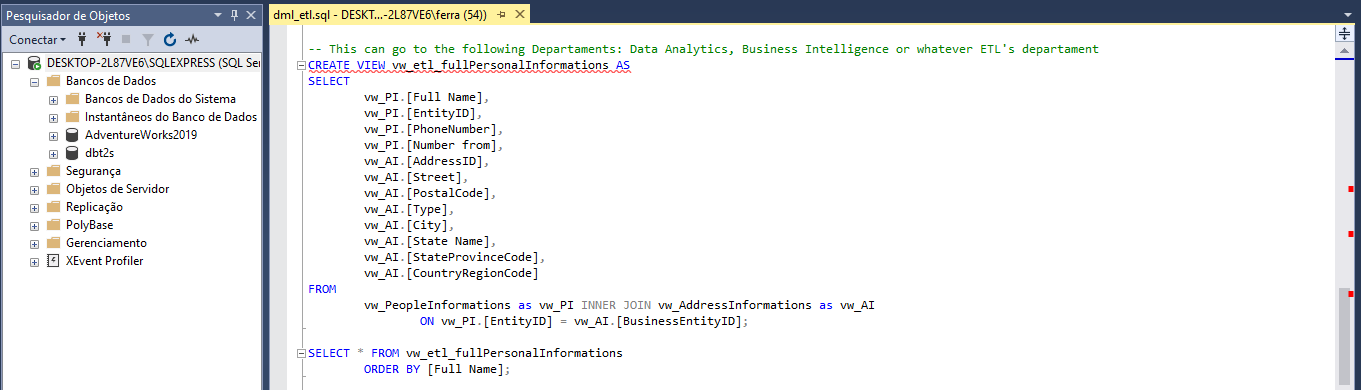 Pesquisador de Objetos
Conectar
DESKTOP-2L87VE6\SQLEXPRESS (SQL Ser
Bancos de Dados
Bancos de Dados do Sistema
Instantâneos do Banco de Dados
AdventureWorks2019
dbt2s
Segurança
Objetos de Servidor
Replicação
PolyBase
Gerenciamento
XEvent Profiler
dml_etl.sql - DESKT...-2L87VE6\ferra (54))
-- This can go to the following Departaments: Data Analytics, Business Intelligence or whatever ETL's departament
CREATE VIEW vw_etl_fullPersonalInformations AS
SELECT
vw_PI.[Full Name],
vw_PI.[EntityID],
vw_PI.[PhoneNumber],
vw_PI.[Number from],
vw_AI.[AddressID],
vw_AI.[Street],
vw_AI.[PostalCode],
vw_AI.[Type],
vw_AI.[City],
vw_AI.[State Name],
vw_AI.[StateProvinceCode],
vw_AI.[CountryRegionCode]
FROM
vw_PeopleInformations as vw_PI INNER JOIN vw_AddressInformations as vw_AI
ON vw_PI.[EntityID] = vw_AI.[BusinessEntityID];
SELECT * FROM vw_etl_fullPersonalInformations
ORDER BY [Full Name];